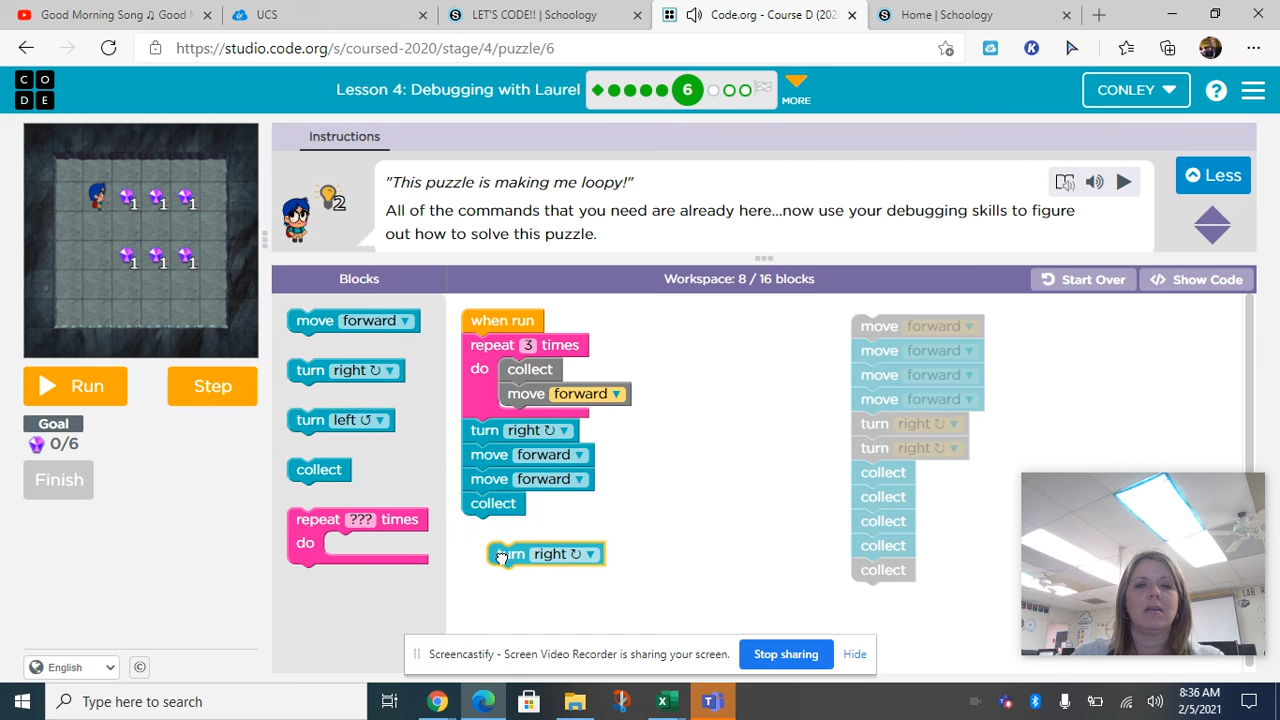 Good Morning Song ♫ Good M
UCS
LET'S CODE!! | Schoology
Code.org - Course D (202
Home | Schoology
https://studio.code.org/s/coursed-2020/stage/4/puzzle/6
C O
D E
Lesson 4: Debugging with Laurel
6
MORE
CONLEY
Instructions
"This puzzle is making me loopy!"
All of the commands that you need are already here...now use your debugging skills to figure
out how to solve this puzzle.
2
Less
Blocks
Workspace: 8 / 16 blocks
Start Over
Show Code
1 1 1
1 1 1
Run
Step
Goal
0/6
Finish
move forward
turn right ↻
turn left ↺
collect
repeat ??? times
do
when run
repeat 3 times
do collect
move forward
turn right ↻
move forward
move forward
collect
turn right ↻
move forward
move forward
move forward
move forward
turn right ↻
turn right ↻
collect
collect
collect
collect
collect
Screencastify - Screen Video Recorder is sharing your screen.
Stop sharing
Hide
English
©
Type here to search
8:36 AM
2/5/2021